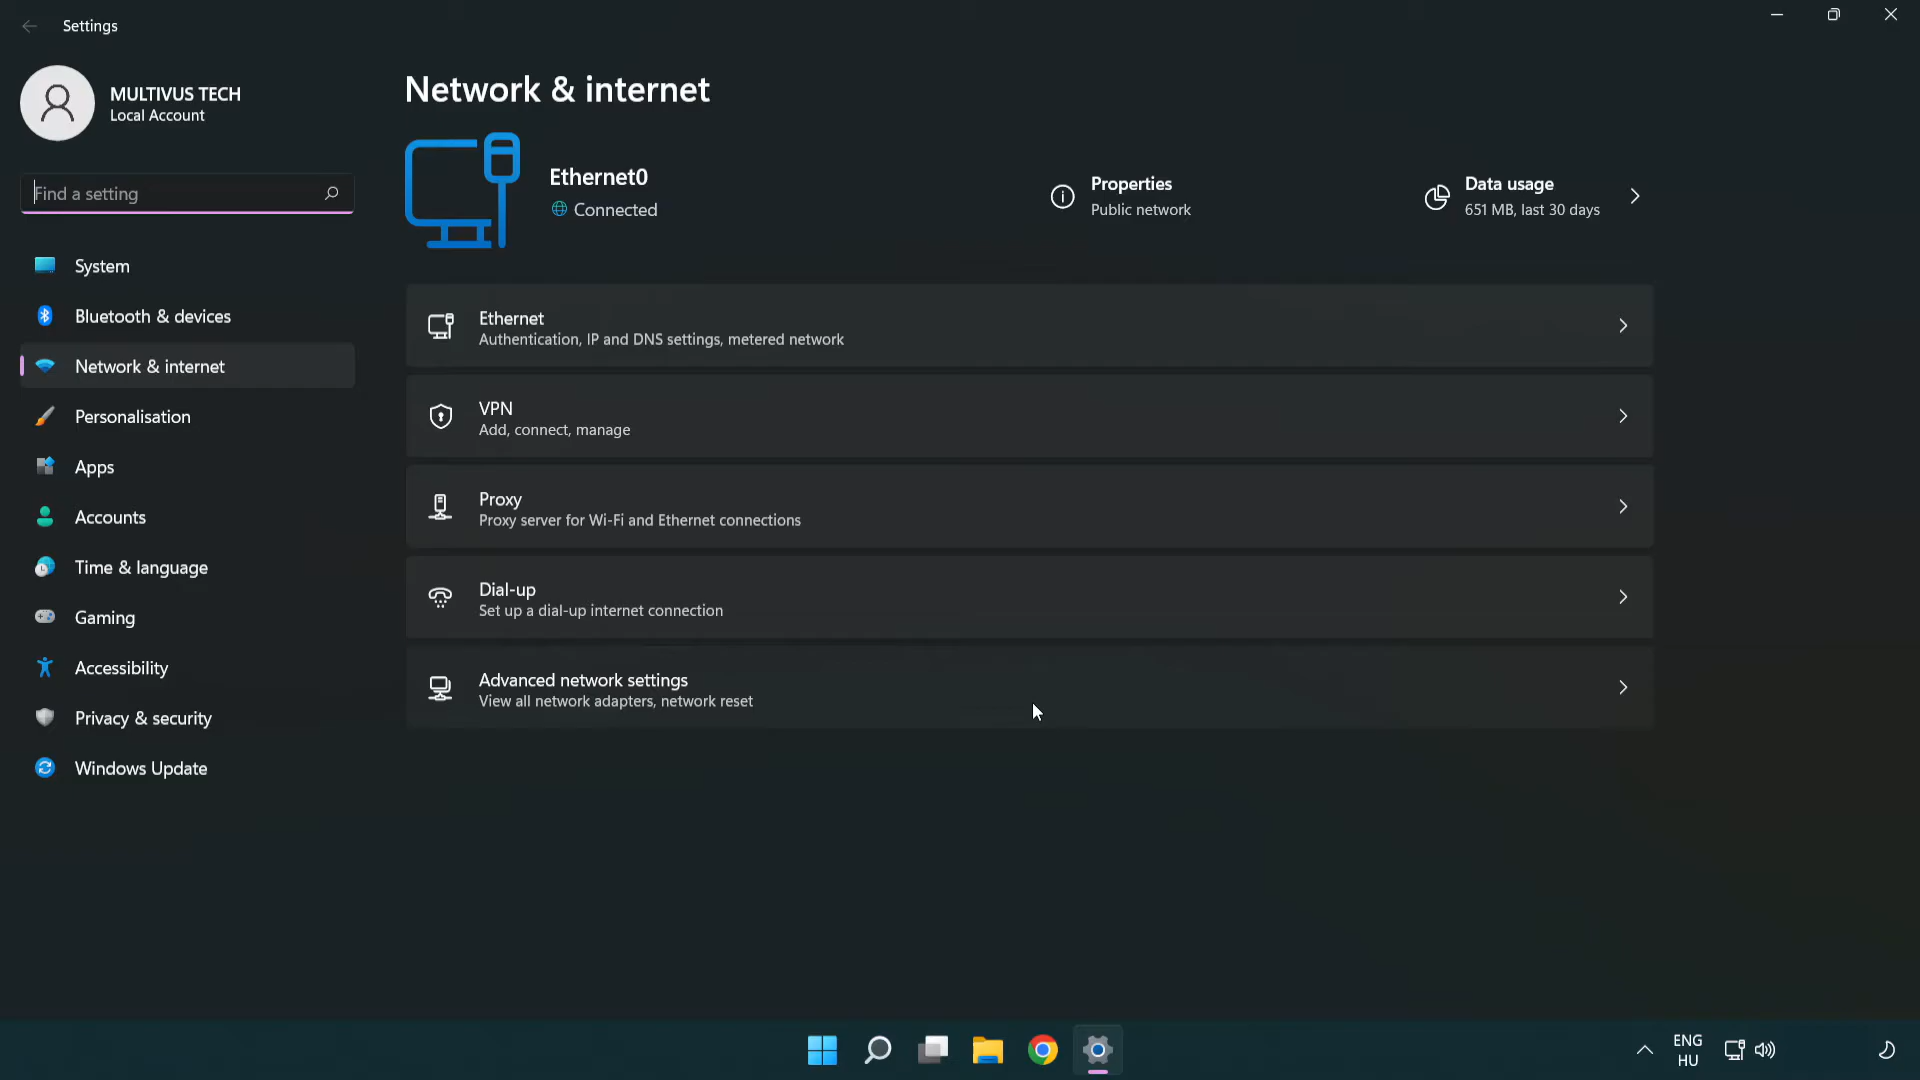 Settings
MULTIVUS TECH
Local Account
Find a setting
System
Bluetooth & devices
Network & internet
Personalisation
Apps
Accounts
Time & language
Gaming
Accessibility
Privacy & security
Windows Update
Network & internet
Ethernet0
Connected
Properties
Public network
Data usage
651 MB, last 30 days
Ethernet
Authentication, IP and DNS settings, metered network
VPN
Add, connect, manage
Proxy
Proxy server for Wi-Fi and Ethernet connections
Dial-up
Set up a dial-up internet connection
Advanced network settings
View all network adapters, network reset
ENG
HU